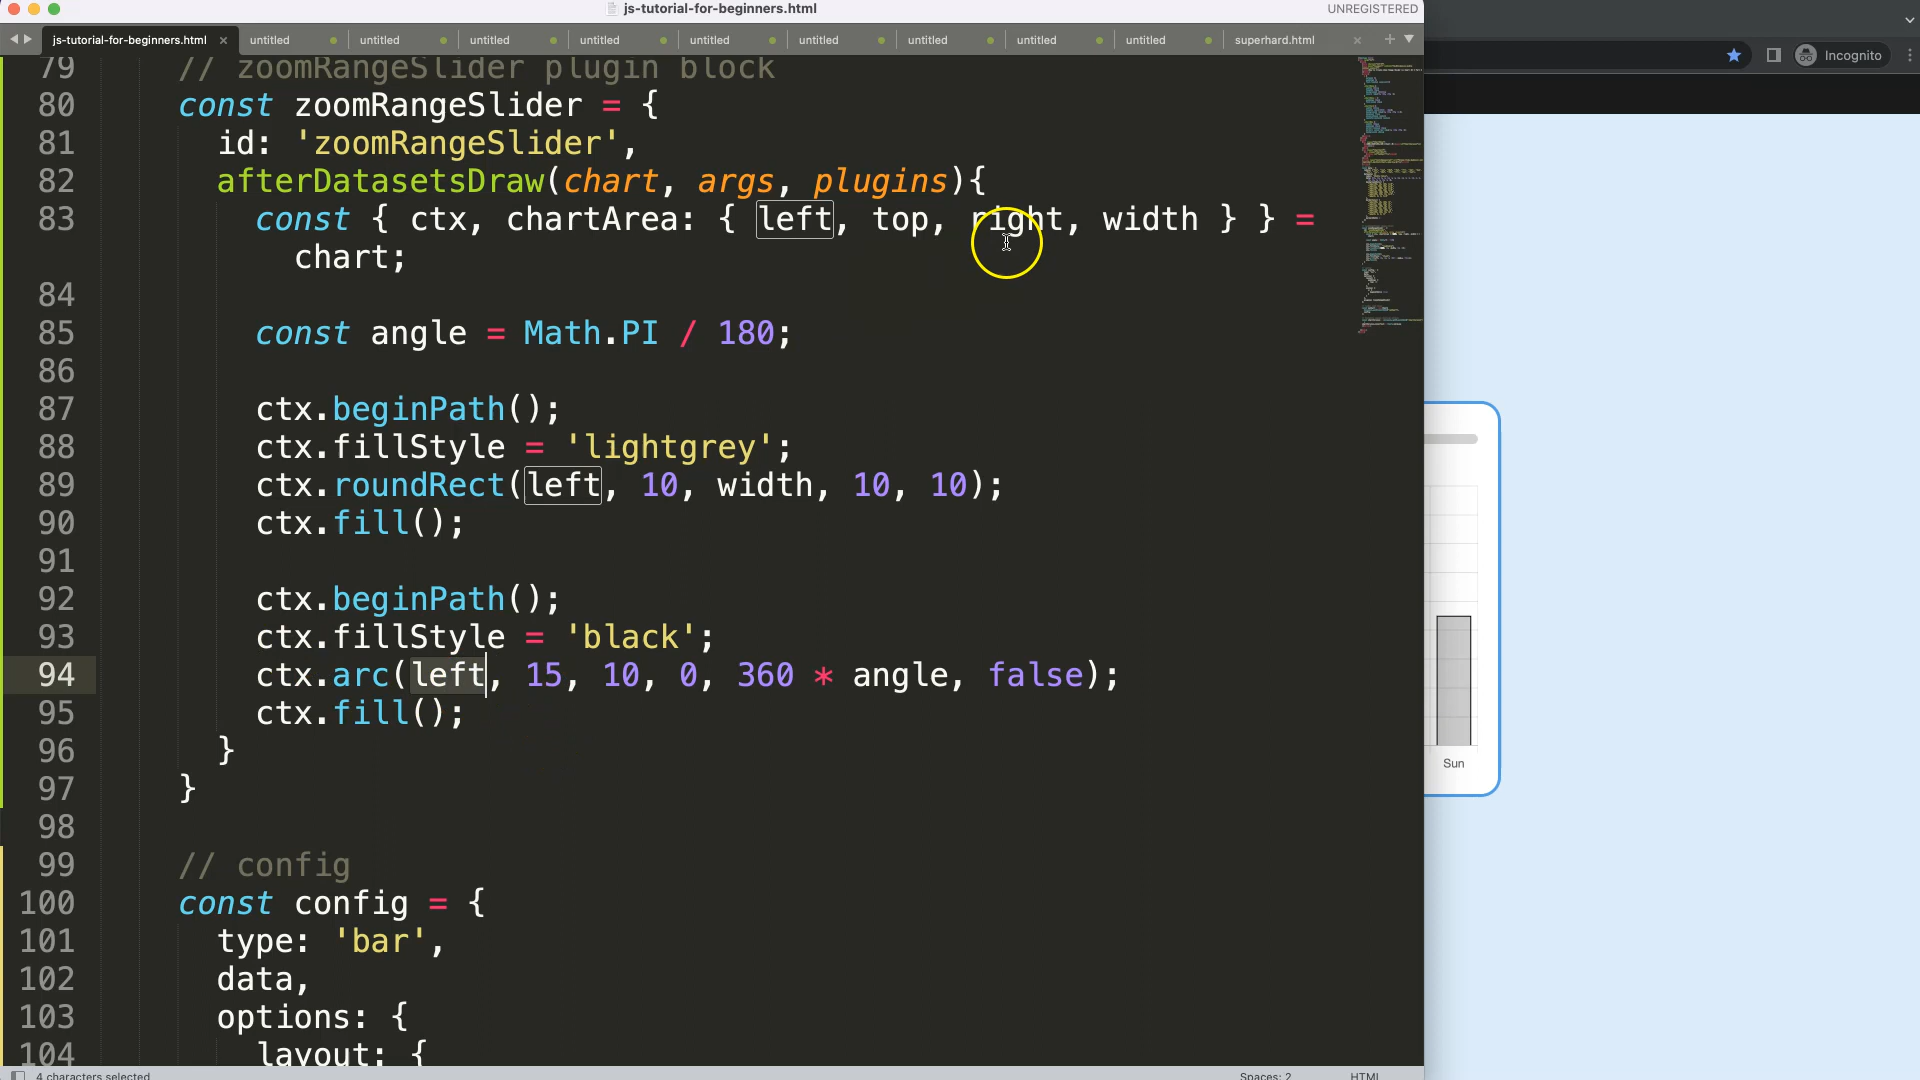 js-tutorial-for-beginners.html
UNREGISTERED
js-tutorial-for-beginners.html × untitled untitled untitled untitled untitled untitled untitled untitled untitled superhard.html ×
Incognito
79 // zoomRangeSlider plugin block
80 const zoomRangeSlider = {
81 id: 'zoomRangeSlider',
82 afterDatasetsDraw(chart, args, plugins){
83 const { ctx, chartArea: { left, top, right, width } } =
chart;
84
85 const angle = Math.PI / 180;
86
87 ctx.beginPath();
88 ctx.fillStyle = 'lightgrey';
89 ctx.roundRect(left, 10, width, 10, 10);
90 ctx.fill();
91
92 ctx.beginPath();
93 ctx.fillStyle = 'black';
94 ctx.arc(left, 15, 10, 0, 360 * angle, false);
95 ctx.fill();
96 }
97 }
98
99 // config
100 const config = {
101 type: 'bar',
102 data,
103 options: {
104 layout: {
Sun
4 characters selected
Spaces: 2
HTML